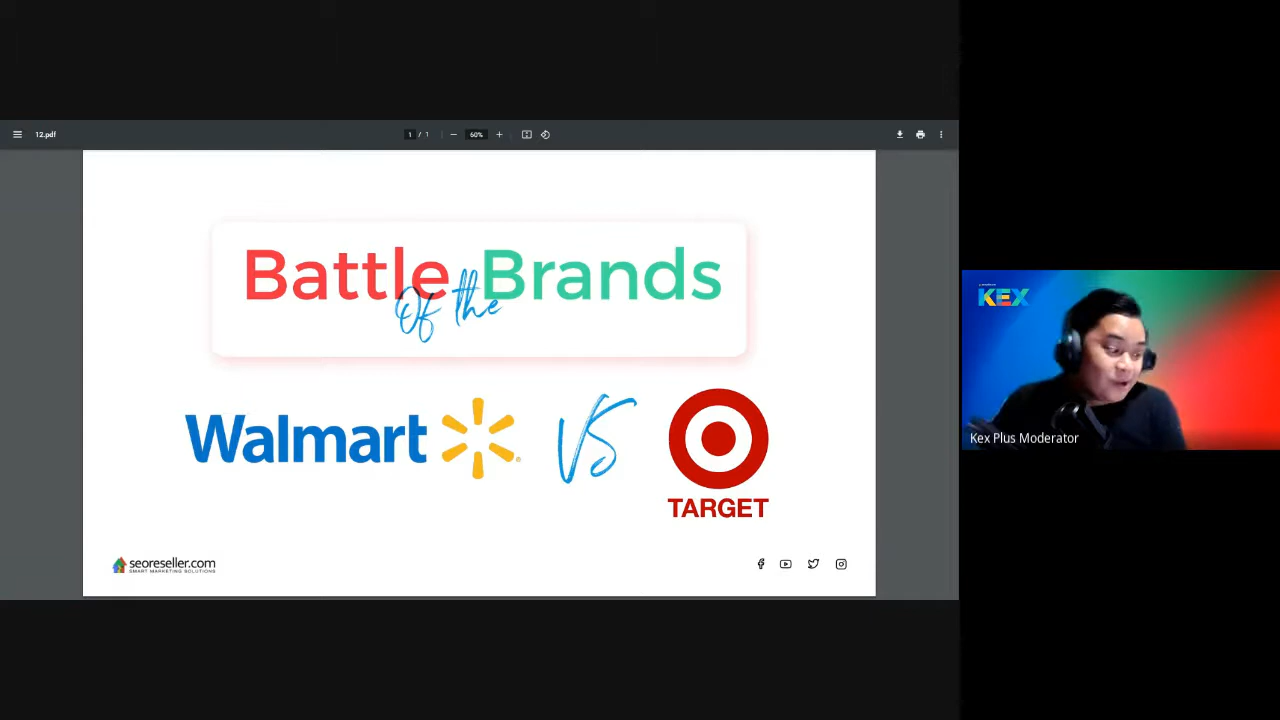 12.pdf
1 / 1
60%
Battle Brands
Of the
Walmart
VS
TARGET
seoreseller.com
SMART MARKETING SOLUTIONS
KEX
Kex Plus Moderator